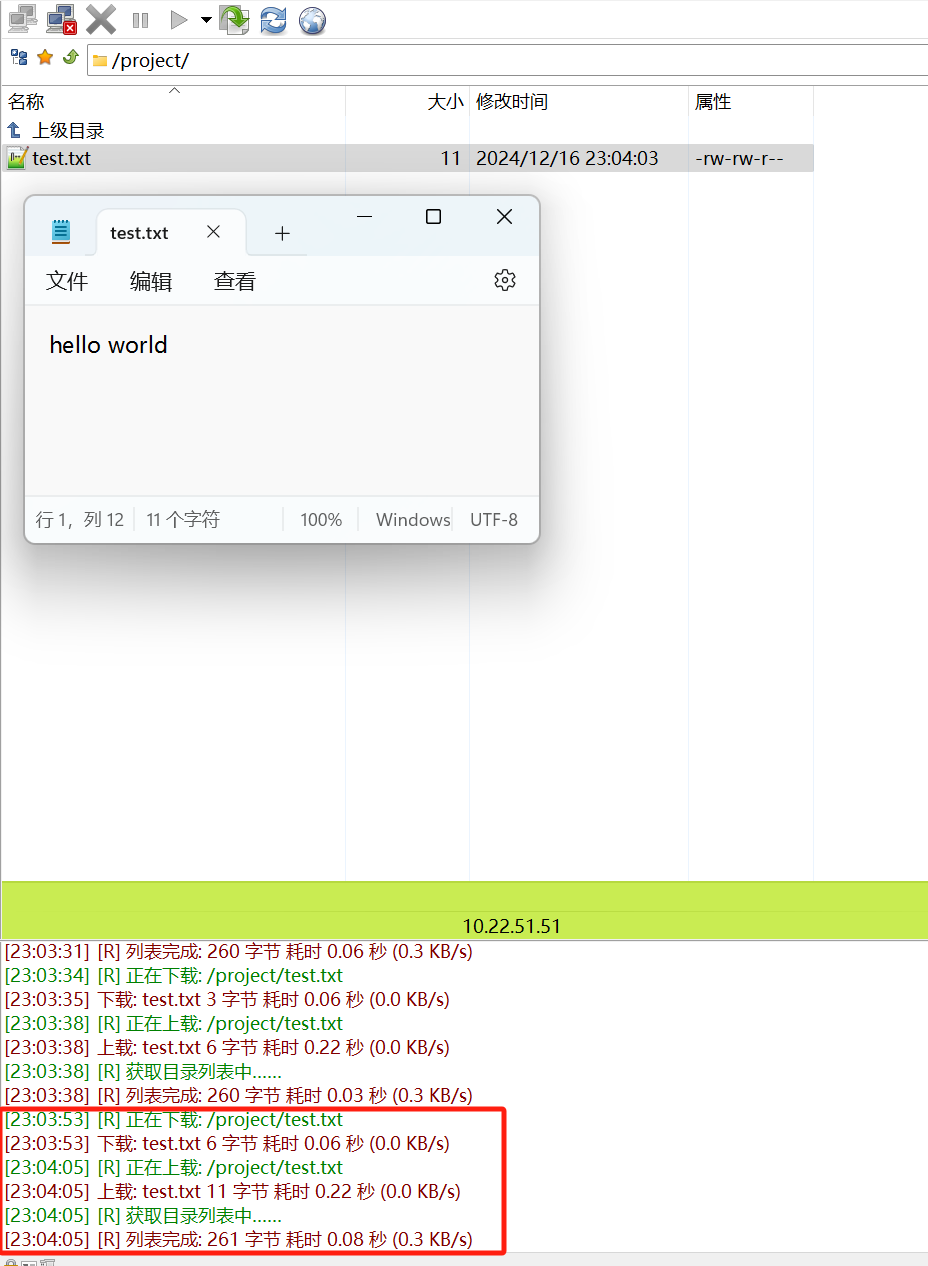 /project/
名称 大小 修改时间 属性
上级目录
test.txt 11 2024/12/16 23:04:03 -rw-rw-r--
test.txt
文件 编辑 查看
hello world
行 1，列 12 11 个字符 100% Windows UTF-8
10.22.51.51
[23:03:31] [R] 列表完成: 260 字节 耗时 0.06 秒 (0.3 KB/s)
[23:03:34] [R] 正在下载: /project/test.txt
[23:03:35] 下载: test.txt 3 字节 耗时 0.06 秒 (0.0 KB/s)
[23:03:38] [R] 正在上载: /project/test.txt
[23:03:38] 上载: test.txt 6 字节 耗时 0.22 秒 (0.0 KB/s)
[23:03:38] [R] 获取目录列表中......
[23:03:38] [R] 列表完成: 260 字节 耗时 0.03 秒 (0.3 KB/s)
[23:03:53] [R] 正在下载: /project/test.txt
[23:03:53] 下载: test.txt 6 字节 耗时 0.06 秒 (0.0 KB/s)
[23:04:05] [R] 正在上载: /project/test.txt
[23:04:05] 上载: test.txt 11 字节 耗时 0.22 秒 (0.0 KB/s)
[23:04:05] [R] 获取目录列表中......
[23:04:05] [R] 列表完成: 261 字节 耗时 0.08 秒 (0.3 KB/s)